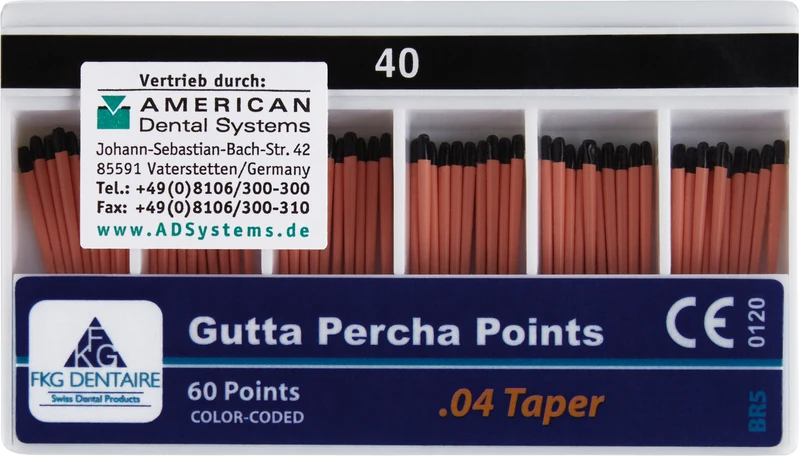 40
Vertrieb durch:
AMERICAN
Dental Systems
Johann-Sebastian-Bach-Str. 42
85591 Vaterstetten/Germany
Tel.: +49(0)8106/300-300
Fax: +49(0)8106/300-310
www.ADSystems.de
FKG
FKG DENTAIRE
Swiss Dental Products
Gutta Percha Points
60 Points
COLOR-CODED
.04 Taper
CE
0120
BR5